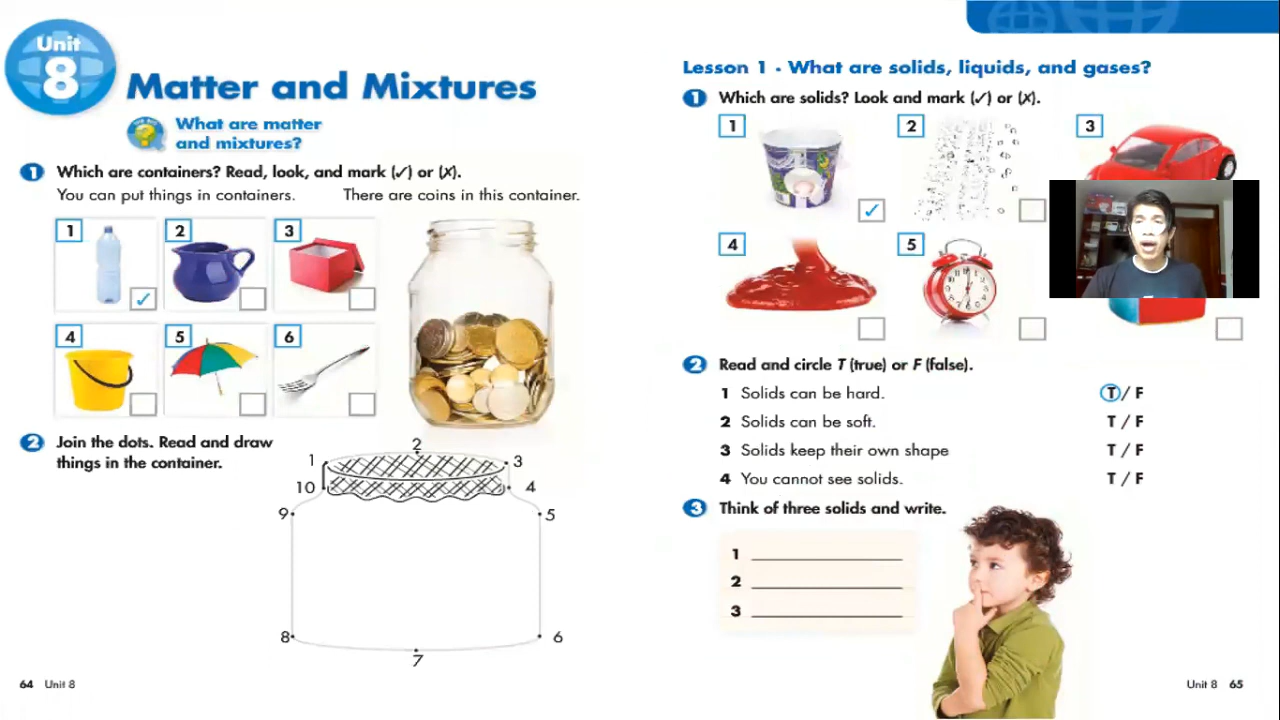 Unit
8
Matter and Mixtures
What are matter
and mixtures?
1 Which are containers? Read, look, and mark (✓) or (X).
You can put things in containers. There are coins in this container.
1 2 3
✓
4 5 6
2 Join the dots. Read and draw
things in the container.
2
1 3
10 4
9 5
8 6
7
64 Unit 8
Lesson 1 - What are solids, liquids, and gases?
1 Which are solids? Look and mark (✓) or (X).
1 2 3
✓
4 5
2 Read and circle T (true) or F (false).
1 Solids can be hard. T / F
2 Solids can be soft. T / F
3 Solids keep their own shape T / F
4 You cannot see solids. T / F
3 Think of three solids and write.
1
2
3
Unit 8 65